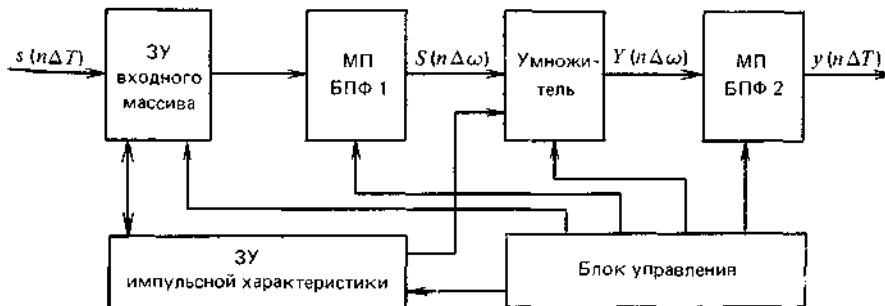 s(nΔT)
ЗУ
входного
массива
МП
БПФ 1
S(nΔω)
Умножи-
тель
Y(nΔω)
МП
БПФ 2
y(nΔT)
ЗУ
импульсной характеристики
Блок управления